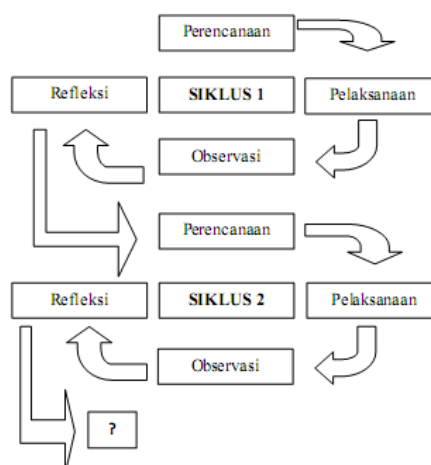 Perencanaan
Refleksi
SIKLUS 1
Pelaksanaan
Observasi
Perencanaan
Refleksi
SIKLUS 2
Pelaksanaan
Observasi
?